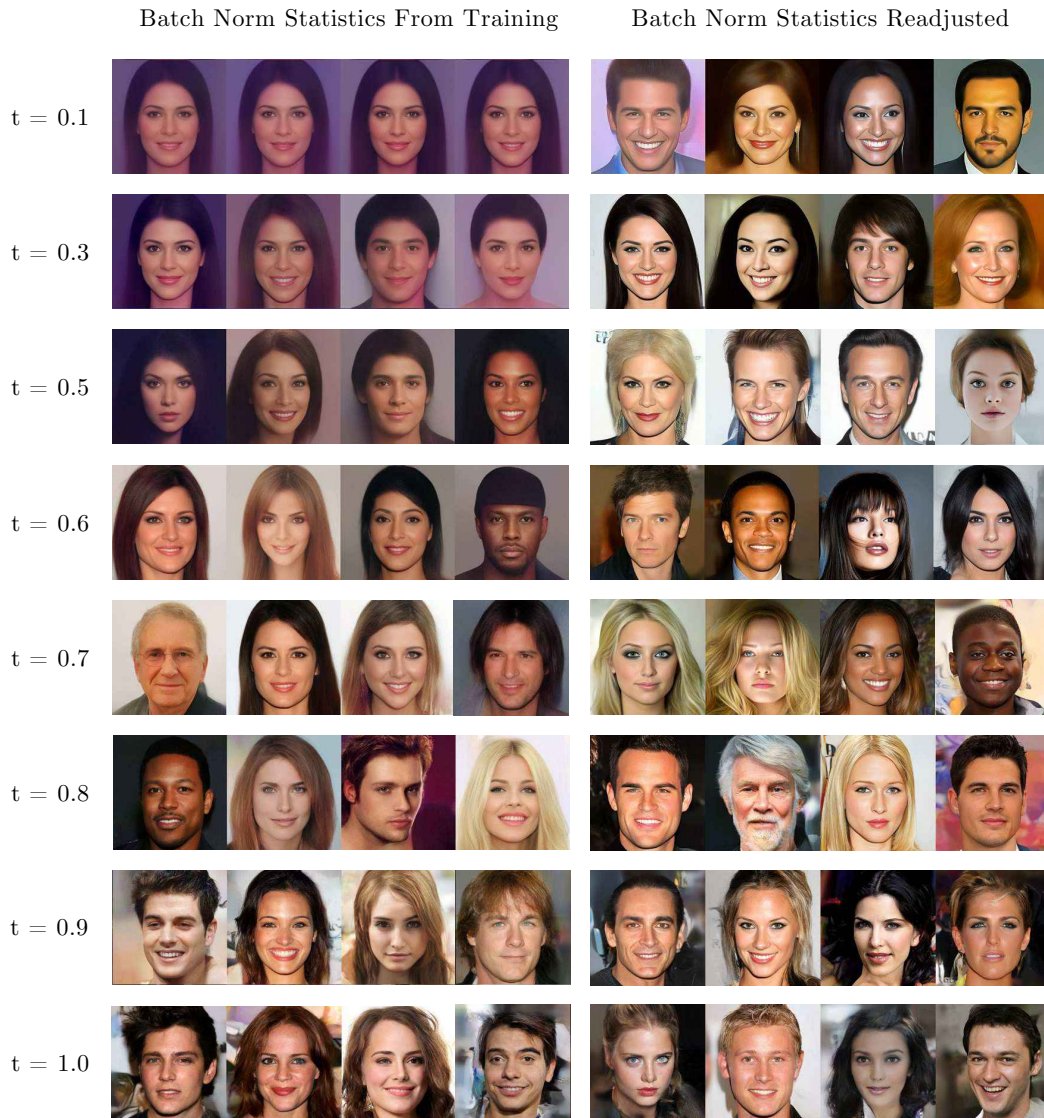 Batch Norm Statistics From Training
Batch Norm Statistics Readjusted
t = 0.1
t = 0.3
t = 0.5
t = 0.6
t = 0.7
t = 0.8
t = 0.9
t = 1.0